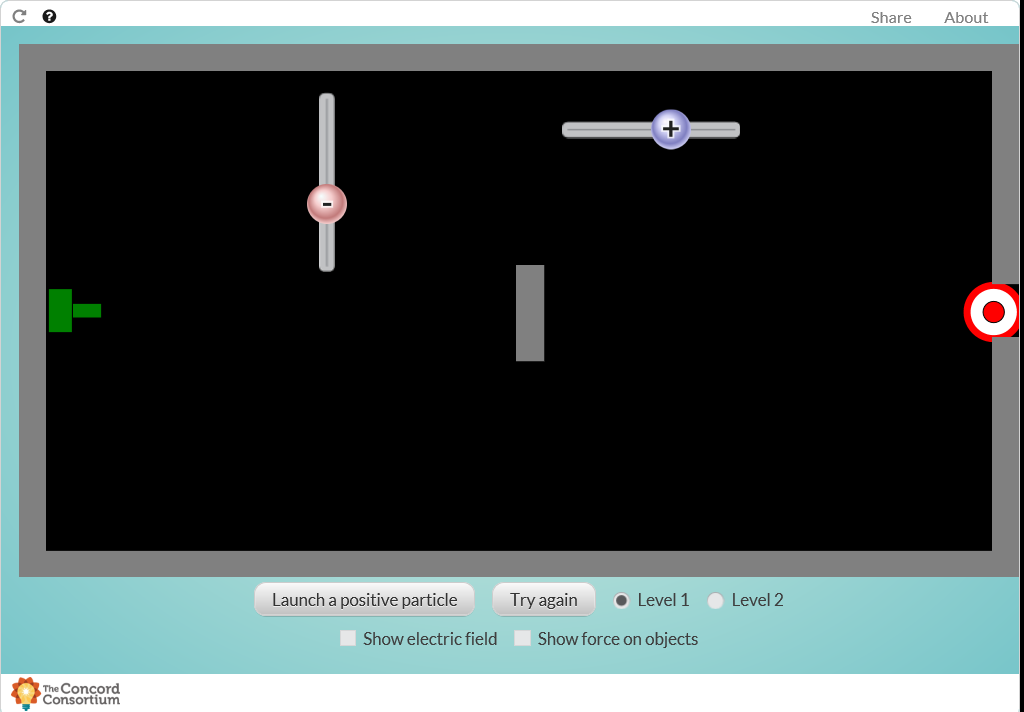 Share About
+
-
Launch a positive particle Try again Level 1 Level 2
Show electric field Show force on objects
The Concord
Consortium